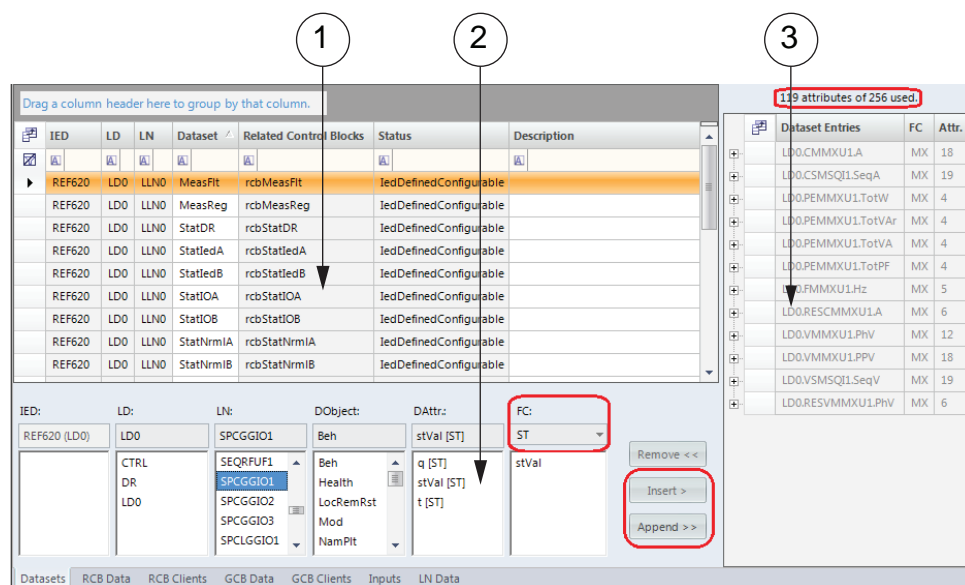 1 2 3
Drag a column header here to group by that column.
119 attributes of 256 used.
IED LD LN Dataset Related Control Blocks Status Description
REF620 LD0 LLN0 MeasFlt rcbMeasFlt IedDefinedConfigurable
REF620 LD0 LLN0 MeasReg rcbMeasReg IedDefinedConfigurable
REF620 LD0 LLN0 StatDR rcbStatDR IedDefinedConfigurable
REF620 LD0 LLN0 StatIedA rcbStatIedA IedDefinedConfigurable
REF620 LD0 LLN0 StatIedB rcbStatIedB IedDefinedConfigurable
REF620 LD0 LLN0 StatIOA rcbStatIOA IedDefinedConfigurable
REF620 LD0 LLN0 StatIOB rcbStatIOB IedDefinedConfigurable
REF620 LD0 LLN0 StatNrmlA rcbStatNrmlA IedDefinedConfigurable
REF620 LD0 LLN0 StatNrmlB rcbStatNrmlB IedDefinedConfigurable
Dataset Entries FC Attr.
LD0.CMMXU1.A MX 18
LD0.CSMSQI1.SeqA MX 19
LD0.PEMMXU1.TotW MX 4
LD0.PEMMXU1.TotVAr MX 4
LD0.PEMMXU1.TotVA MX 4
LD0.PEMMXU1.TotPF MX 4
LD0.FMMXU1.Hz MX 5
LD0.RESCMMXU1.A MX 6
LD0.VMMXU1.PhV MX 12
LD0.VMMXU1.PPV MX 18
LD0.VSMSQI1.SeqV MX 19
LD0.RESVMMXU1.PhV MX 6
IED: LD: LN: DObject: DAttr.: FC:
REF620 (LD0) LD0 SPCGGIO1 Beh stVal [ST] ST
CTRL SEQRFUF1 Beh q [ST] stVal
DR SPCGGIO1 Health stVal [ST]
LD0 SPCGGIO2 LocRemRst t [ST]
SPCGGIO3 Mod
SPCLGGIO1 NamPlt
Remove <<
Insert >
Append >>
Datasets RCB Data RCB Clients GCB Data GCB Clients Inputs LN Data